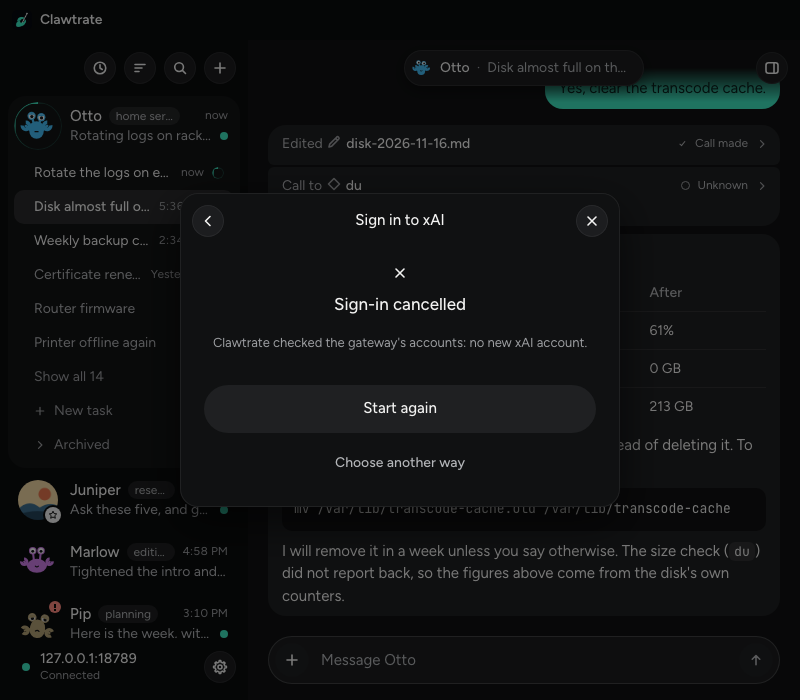 Clawtrate
Otto · Disk almost full on th...
Otto home ser... now
Rotating logs on rack...
Rotate the logs on e... now
Disk almost full o... 5:36
Weekly backup c... 2:34
Certificate rene... Yeste
Router firmware
Printer offline again
Show all 14
+ New task
Archived
Juniper rese...
Ask these five, and g...
Marlow editi... 4:58 PM
Tightened the intro and...
Pip planning 3:10 PM
Here is the week. wit...
127.0.0.1:18789
Connected
Yes, clear the transcode cache.
Edited disk-2026-11-16.md Call made
Call to du Unknown
Sign in to xAI
Sign-in cancelled
Clawtrate checked the gateway's accounts: no new xAI account.
Start again
Choose another way
After
61%
0 GB
213 GB
ead of deleting it. To
mv /var/lib/transcode-cache.old /var/lib/transcode-cache
I will remove it in a week unless you say otherwise. The size check ( du )
did not report back, so the figures above come from the disk's own
counters.
Message Otto